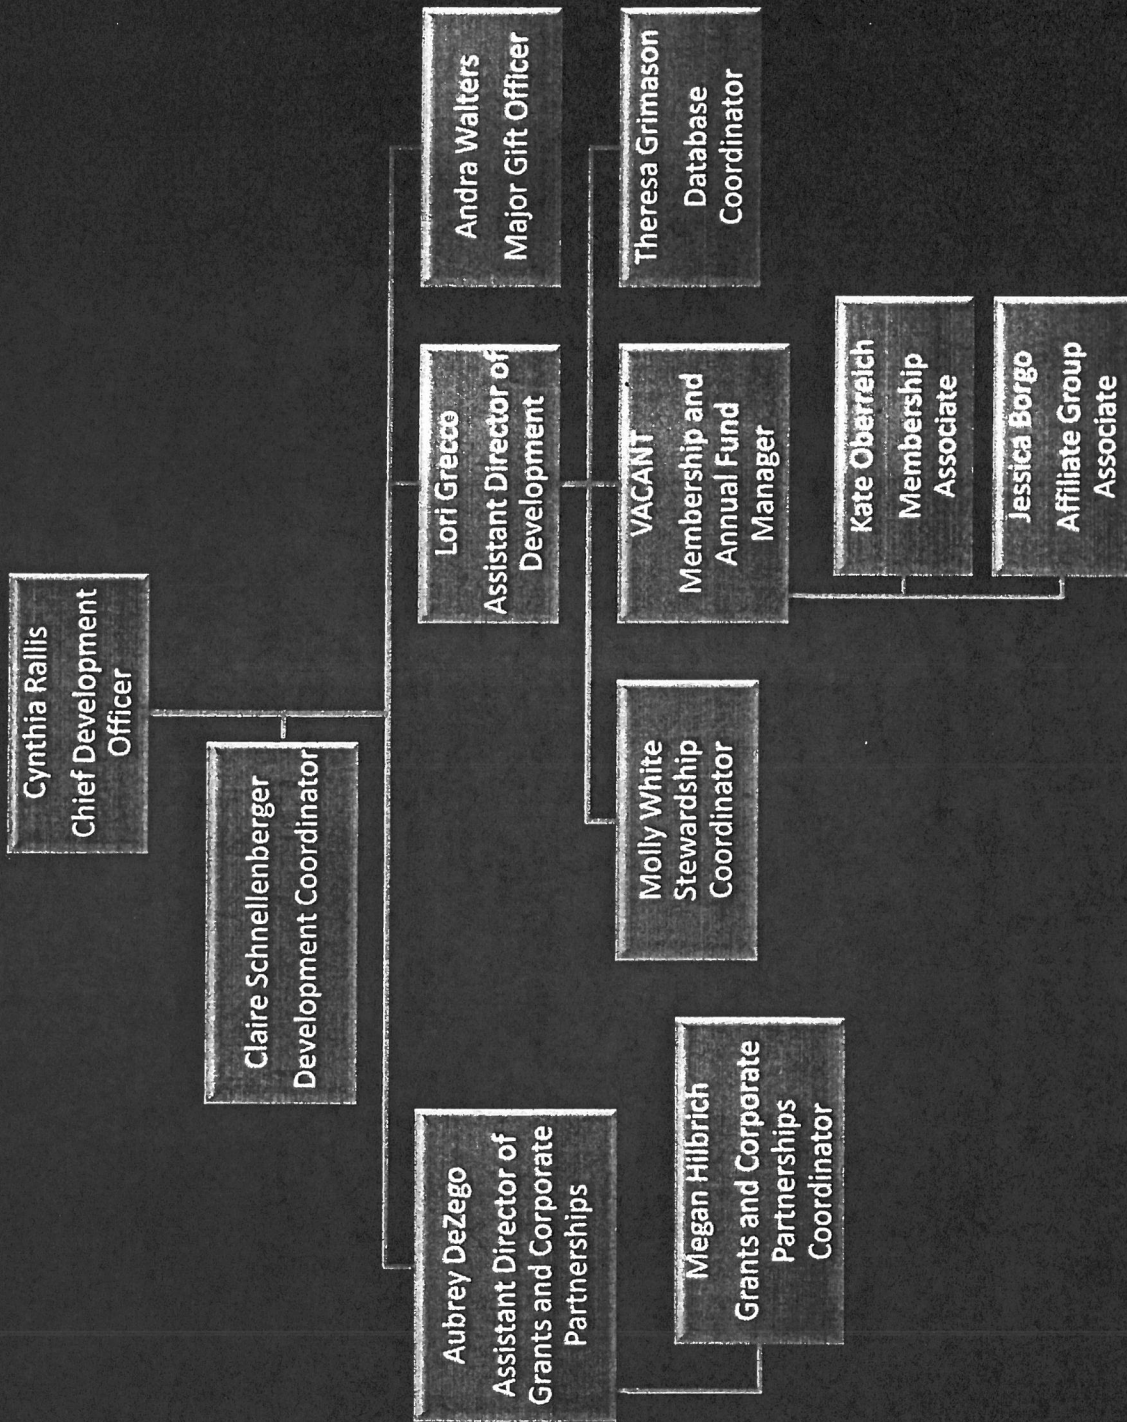 Cynthia Rallis
Chief Development
Officer
Claire Schnellenberger
Development Coordinator
Aubrey DeZego
Assistant Director of
Grants and Corporate
Partnerships
Lori Grecco
Assistant Director of
Development
Andra Walters
Major Gift Officer
Megan Hilbrich
Grants and Corporate
Partnerships
Coordinator
Molly White
Stewardship
Coordinator
VACANT
Membership and
Annual Fund
Manager
Theresa Grimason
Database
Coordinator
Kate Oberreich
Membership
Associate
Jessica Borgo
Affiliate Group
Associate